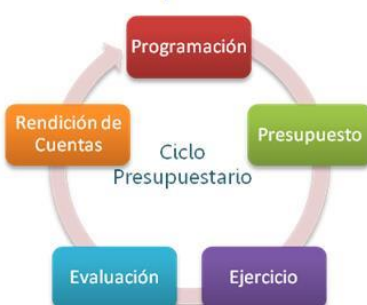 Programación
Presupuesto
Ejercicio
Evaluación
Rendición de
Cuentas
Ciclo
Presupuestario